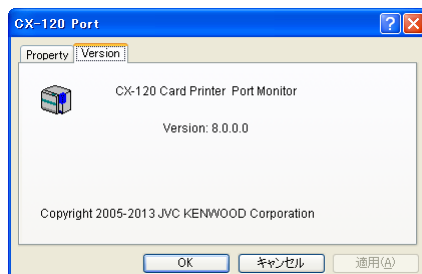 CX-120 Port
Property Version
CX-120 Card Printer Port Monitor
Version: 8.0.0.0
Copyright 2005-2013 JVC KENWOOD Corporation
OK キャンセル 適用(A)